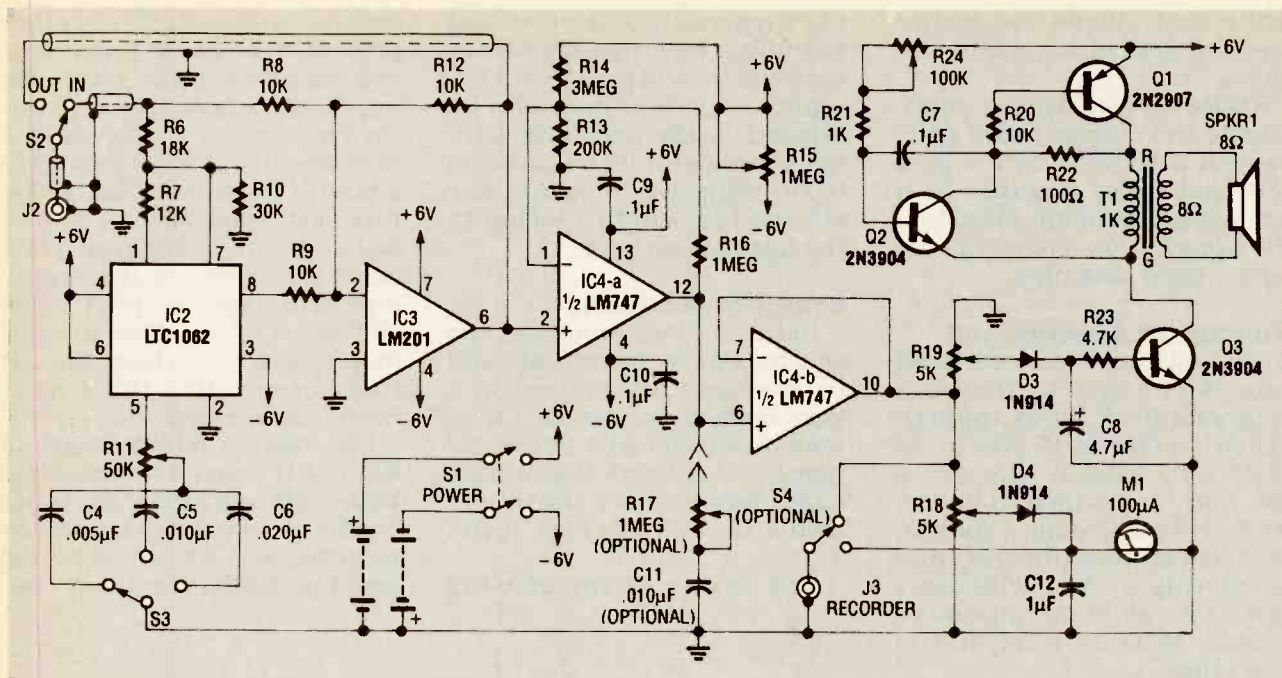 OUT IN
S2
J2
+6V
R6
18K
R7
12K
R8
10K
R10
30K
R9
10K
R12
10K
1
7
4
8
6
3
5
2
IC2
LTC1062
-6V
R11
50K
C4
.005µF
C5
.010µF
C6
.020µF
S3
+6V
2
7
6
3
4
IC3
LM201
-6V
S1
POWER
+6V
-6V
+
+
R14
3MEG
R13
200K
+6V
C9
.1µF
1
-
13
IC4-a
1/2 LM747
12
2
+
4
C10
.1µF
-6V
+6V
R15
1MEG
-6V
R16
1MEG
7
-
IC4-b
1/2 LM747
10
6
+
R17
1MEG
(OPTIONAL)
C11
.010µF
(OPTIONAL)
S4
(OPTIONAL)
J3
RECORDER
R24
100K
R21
1K
C7
.1µF
R20
10K
R22
100Ω
Q2
2N3904
+6V
Q1
2N2907
SPKR1
8Ω
R
T1
1K
8Ω
G
R19
5K
D3
1N914
R23
4.7K
Q3
2N3904
+
C8
4.7µF
R18
5K
D4
1N914
M1
100µA
C12
1µF